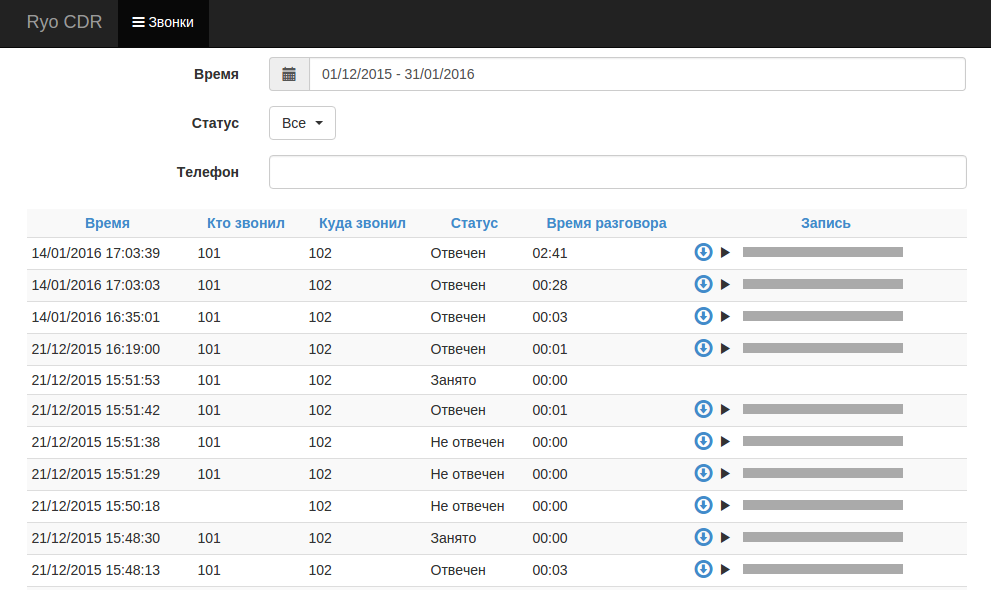 Ryo CDR Звонки
Время 01/12/2015 - 31/01/2016
Статус Все
Телефон
Время Кто звонил Куда звонил Статус Время разговора Запись
14/01/2016 17:03:39 101 102 Отвечен 02:41
14/01/2016 17:03:03 101 102 Отвечен 00:28
14/01/2016 16:35:01 101 102 Отвечен 00:03
21/12/2015 16:19:00 101 102 Отвечен 00:01
21/12/2015 15:51:53 101 102 Занято 00:00
21/12/2015 15:51:42 101 102 Отвечен 00:01
21/12/2015 15:51:38 101 102 Не отвечен 00:00
21/12/2015 15:51:29 101 102 Не отвечен 00:00
21/12/2015 15:50:18 102 Не отвечен 00:00
21/12/2015 15:48:30 101 102 Занято 00:00
21/12/2015 15:48:13 101 102 Отвечен 00:03